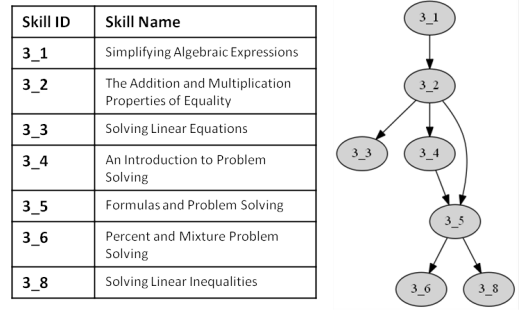 Skill ID Skill Name
3_1 Simplifying Algebraic Expressions
3_2 The Addition and Multiplication
Properties of Equality
3_3 Solving Linear Equations
3_4 An Introduction to Problem
Solving
3_5 Formulas and Problem Solving
3_6 Percent and Mixture Problem
Solving
3_8 Solving Linear Inequalities
3_1
3_2
3_3 3_4
3_5
3_6 3_8